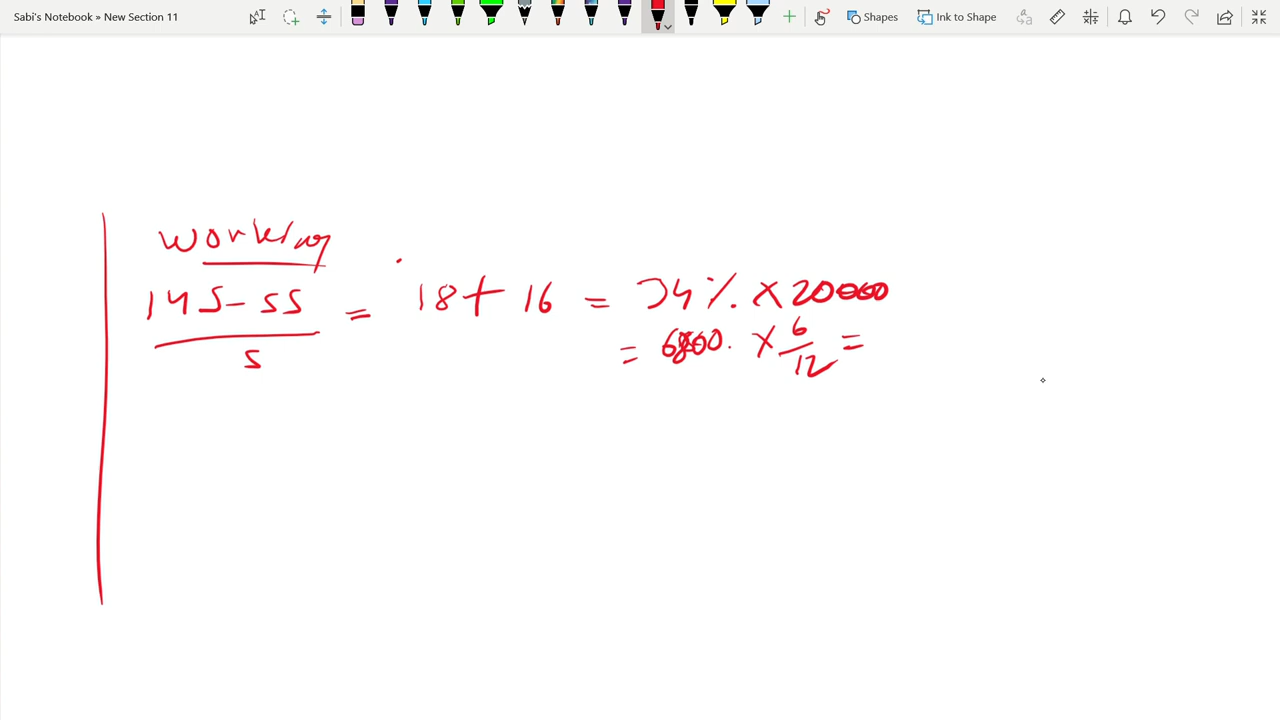 Sabi's Notebook » New Section 11
Shapes
Ink to Shape
working
145-55 = 18+ 16 = 34% × 20000
5
= 6800. × 6/12 =